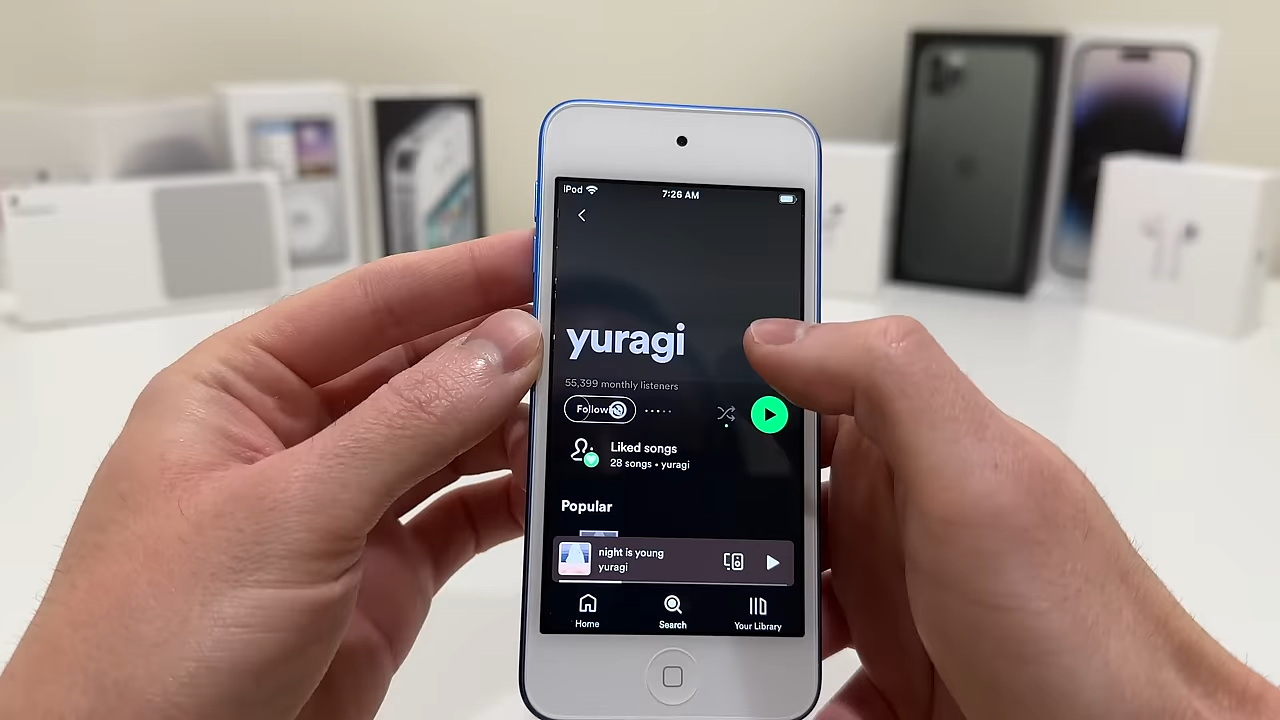 iPod
7:26 AM
yuragi
55,399 monthly listeners
Following
Liked songs
28 songs • yuragi
Popular
night is young
yuragi
Home
Search
Your Library